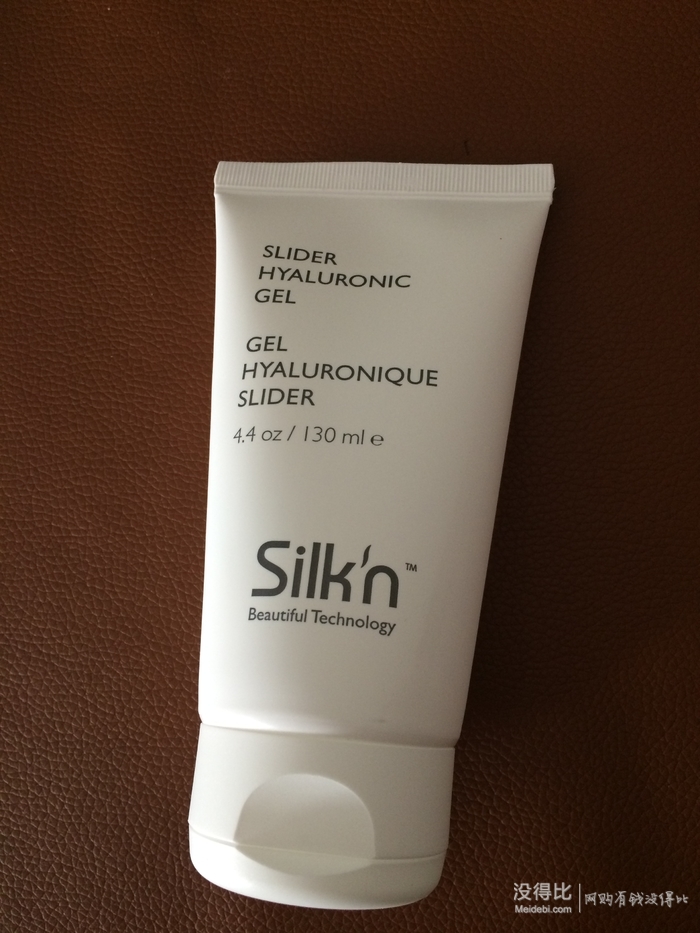 SLIDER
HYALURONIC
GEL
GEL
HYALURONIQUE
SLIDER
4.4 oz / 130 ml ℮
Silk'n™
Beautiful Technology
没得比
Meidebi.com
网购有钱没得比